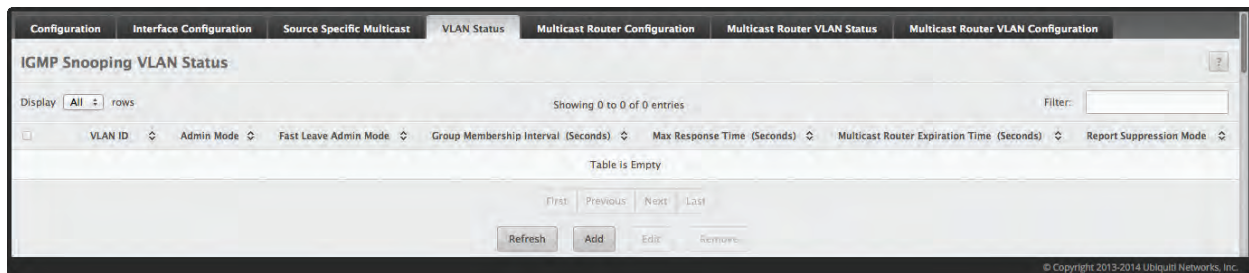 Configuration Interface Configuration Source Specific Multicast VLAN Status Multicast Router Configuration Multicast Router VLAN Status Multicast Router VLAN Configuration
IGMP Snooping VLAN Status ?
Display All rows Showing 0 to 0 of 0 entries Filter:
VLAN ID Admin Mode Fast Leave Admin Mode Group Membership Interval (Seconds) Max Response Time (Seconds) Multicast Router Expiration Time (Seconds) Report Suppression Mode
Table is Empty
First Previous Next Last
Refresh Add Edit Remove
© Copyright 2013-2014 Ubiquiti Networks, Inc.